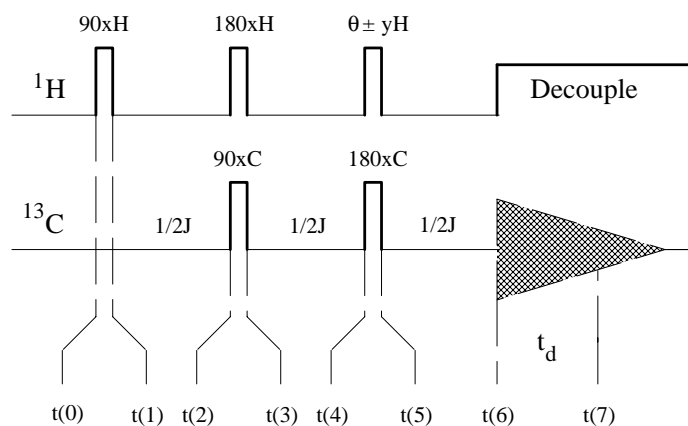 90xH 180xH θ ± yH
¹H Decouple
90xC 180xC
¹³C 1/2J 1/2J 1/2J
t_d
t(0) t(1) t(2) t(3) t(4) t(5) t(6) t(7)